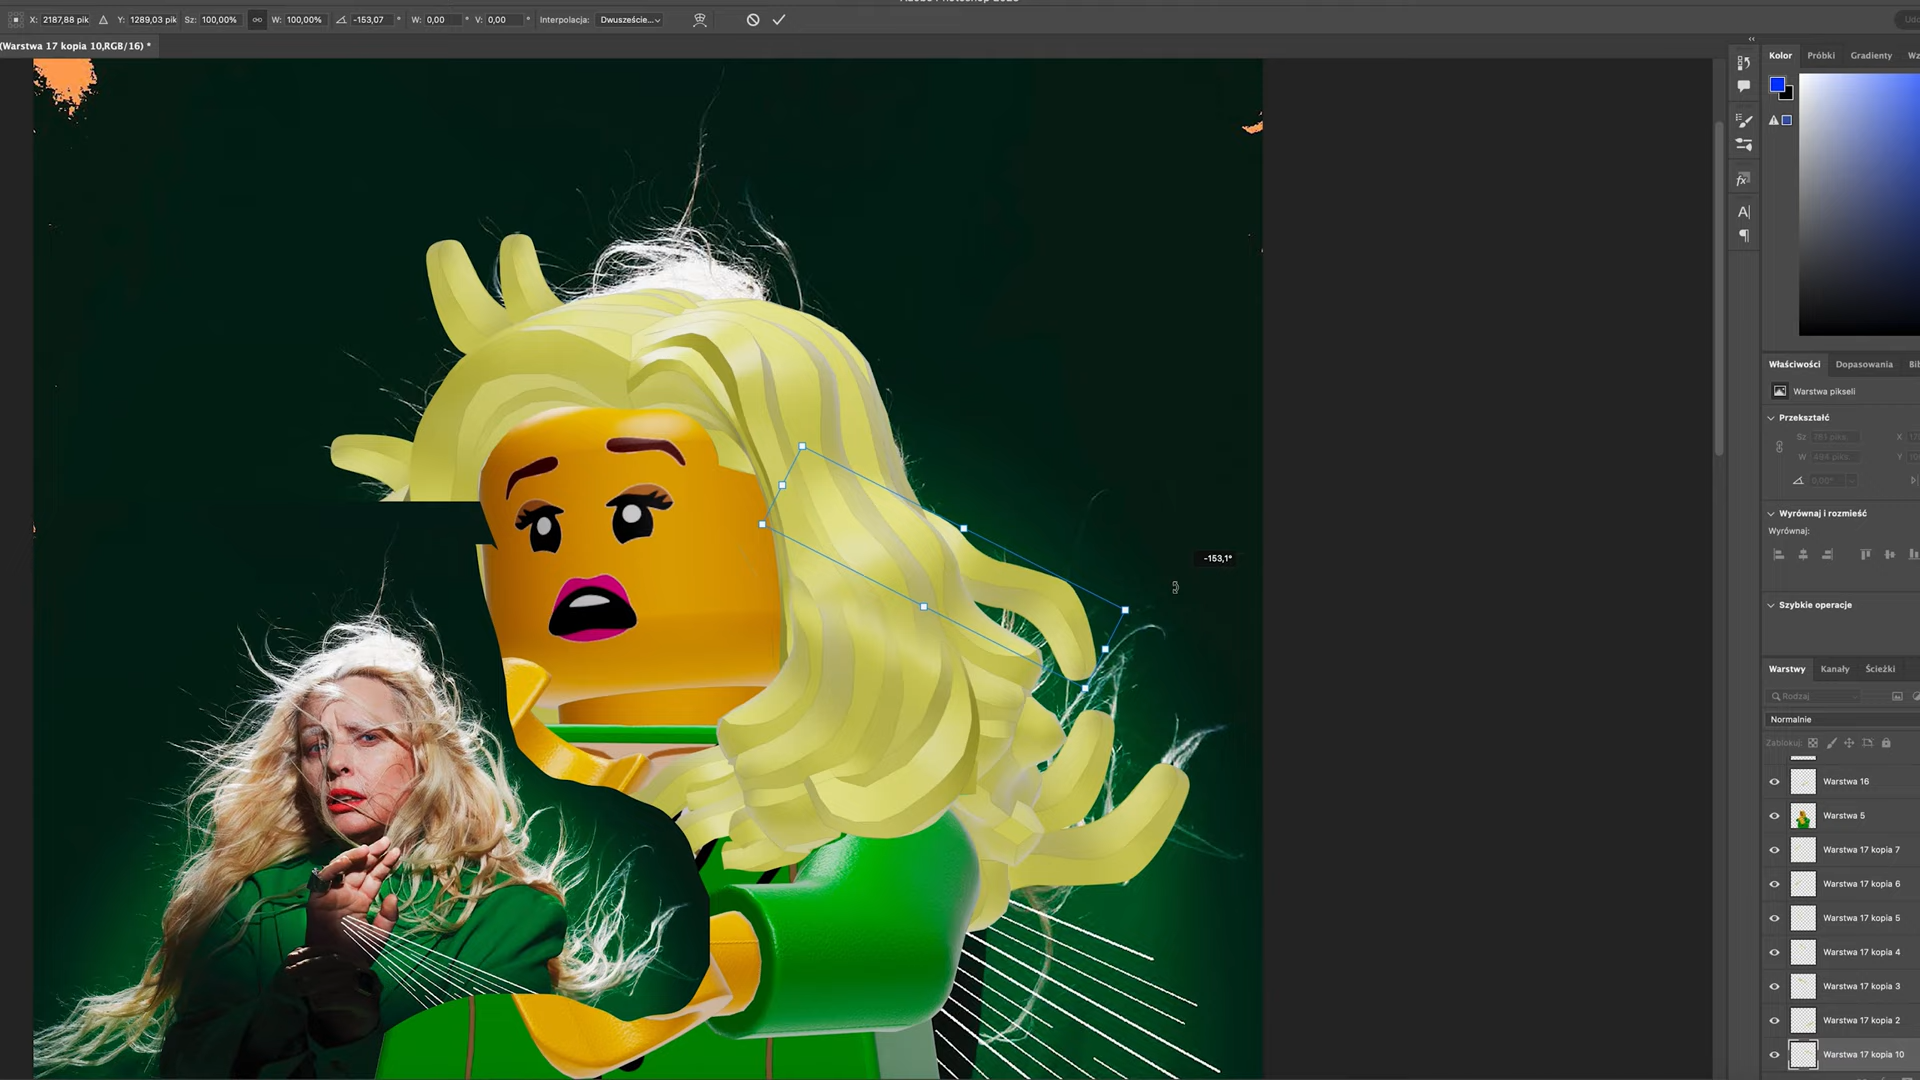 X: 2187,88 pik
Y: 1289,03 pik
Sz: 100,00%
W: 100,00%
-153,07 °
W: 0,00 °
V: 0,00 °
Interpolacja:
Dwuszeście...
(Warstwa 17 kopia 10,RGB/16) *
Kolor
Próbki
Gradienty
Właściwości
Dopasowania
Warstwa pikseli
Przekształć
Sz
W
X
Y
0,00°
Wyrównaj i rozmieść
Wyrównaj:
Szybkie operacje
-153,1°
Warstwy
Kanały
Ścieżki
Rodzaj
Normalnie
Zablokuj:
Warstwa 16
Warstwa 5
Warstwa 17 kopia 7
Warstwa 17 kopia 6
Warstwa 17 kopia 5
Warstwa 17 kopia 4
Warstwa 17 kopia 3
Warstwa 17 kopia 2
Warstwa 17 kopia 10